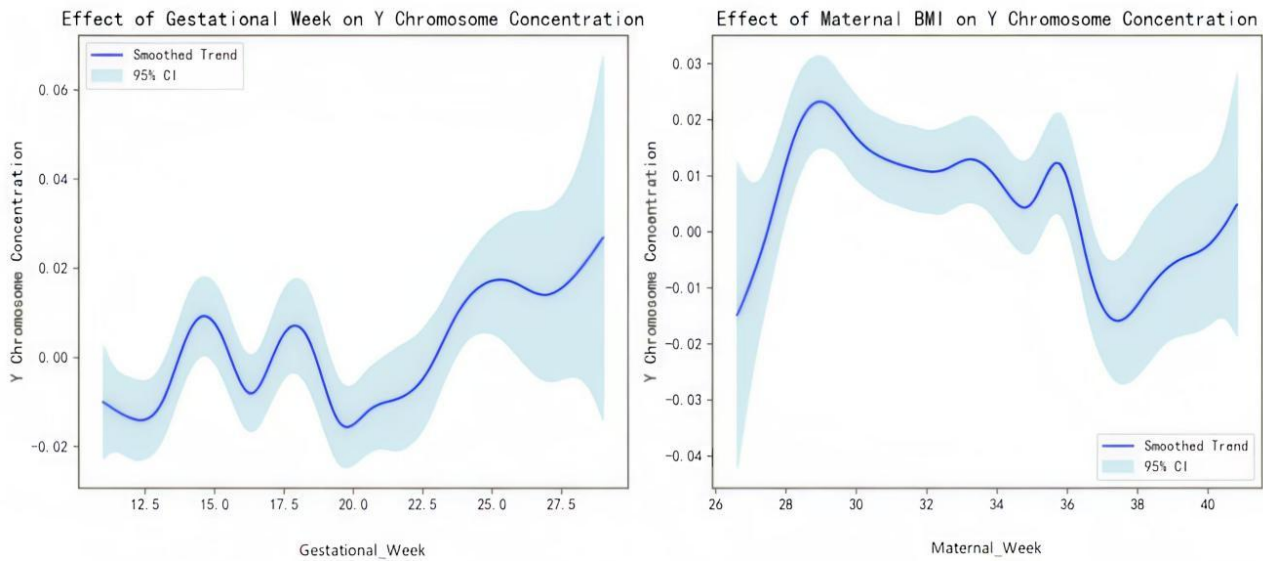 Effect of Gestational Week on Y Chromosome Concentration
Smoothed Trend
95% CI
Y Chromosome Concentration
0.06
0.04
0.02
0.00
-0.02
12.5 15.0 17.5 20.0 22.5 25.0 27.5
Gestational_Week
Effect of Maternal BMI on Y Chromosome Concentration
Y Chromosome Concentration
0.03
0.02
0.01
0.00
-0.01
-0.02
-0.03
-0.04
Smoothed Trend
95% CI
26 28 30 32 34 36 38 40
Maternal_Week